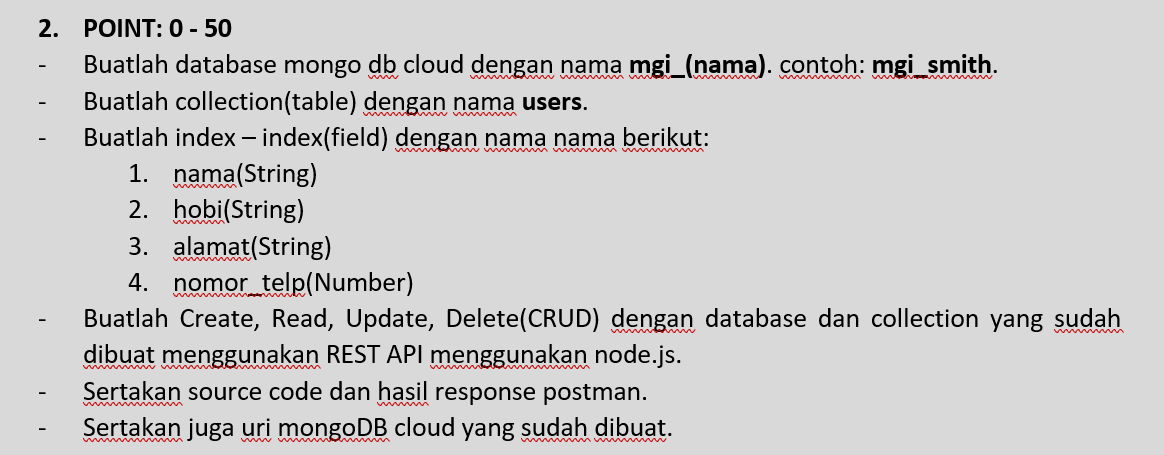 2. POINT: 0 - 50
- Buatlah database mongo db cloud dengan nama mgi_(nama). contoh: mgi_smith.
- Buatlah collection(table) dengan nama users.
- Buatlah index – index(field) dengan nama nama berikut:
1. nama(String)
2. hobi(String)
3. alamat(String)
4. nomor_telp(Number)
- Buatlah Create, Read, Update, Delete(CRUD) dengan database dan collection yang sudah
dibuat menggunakan REST API menggunakan node.js.
- Sertakan source code dan hasil response postman.
- Sertakan juga uri mongoDB cloud yang sudah dibuat.